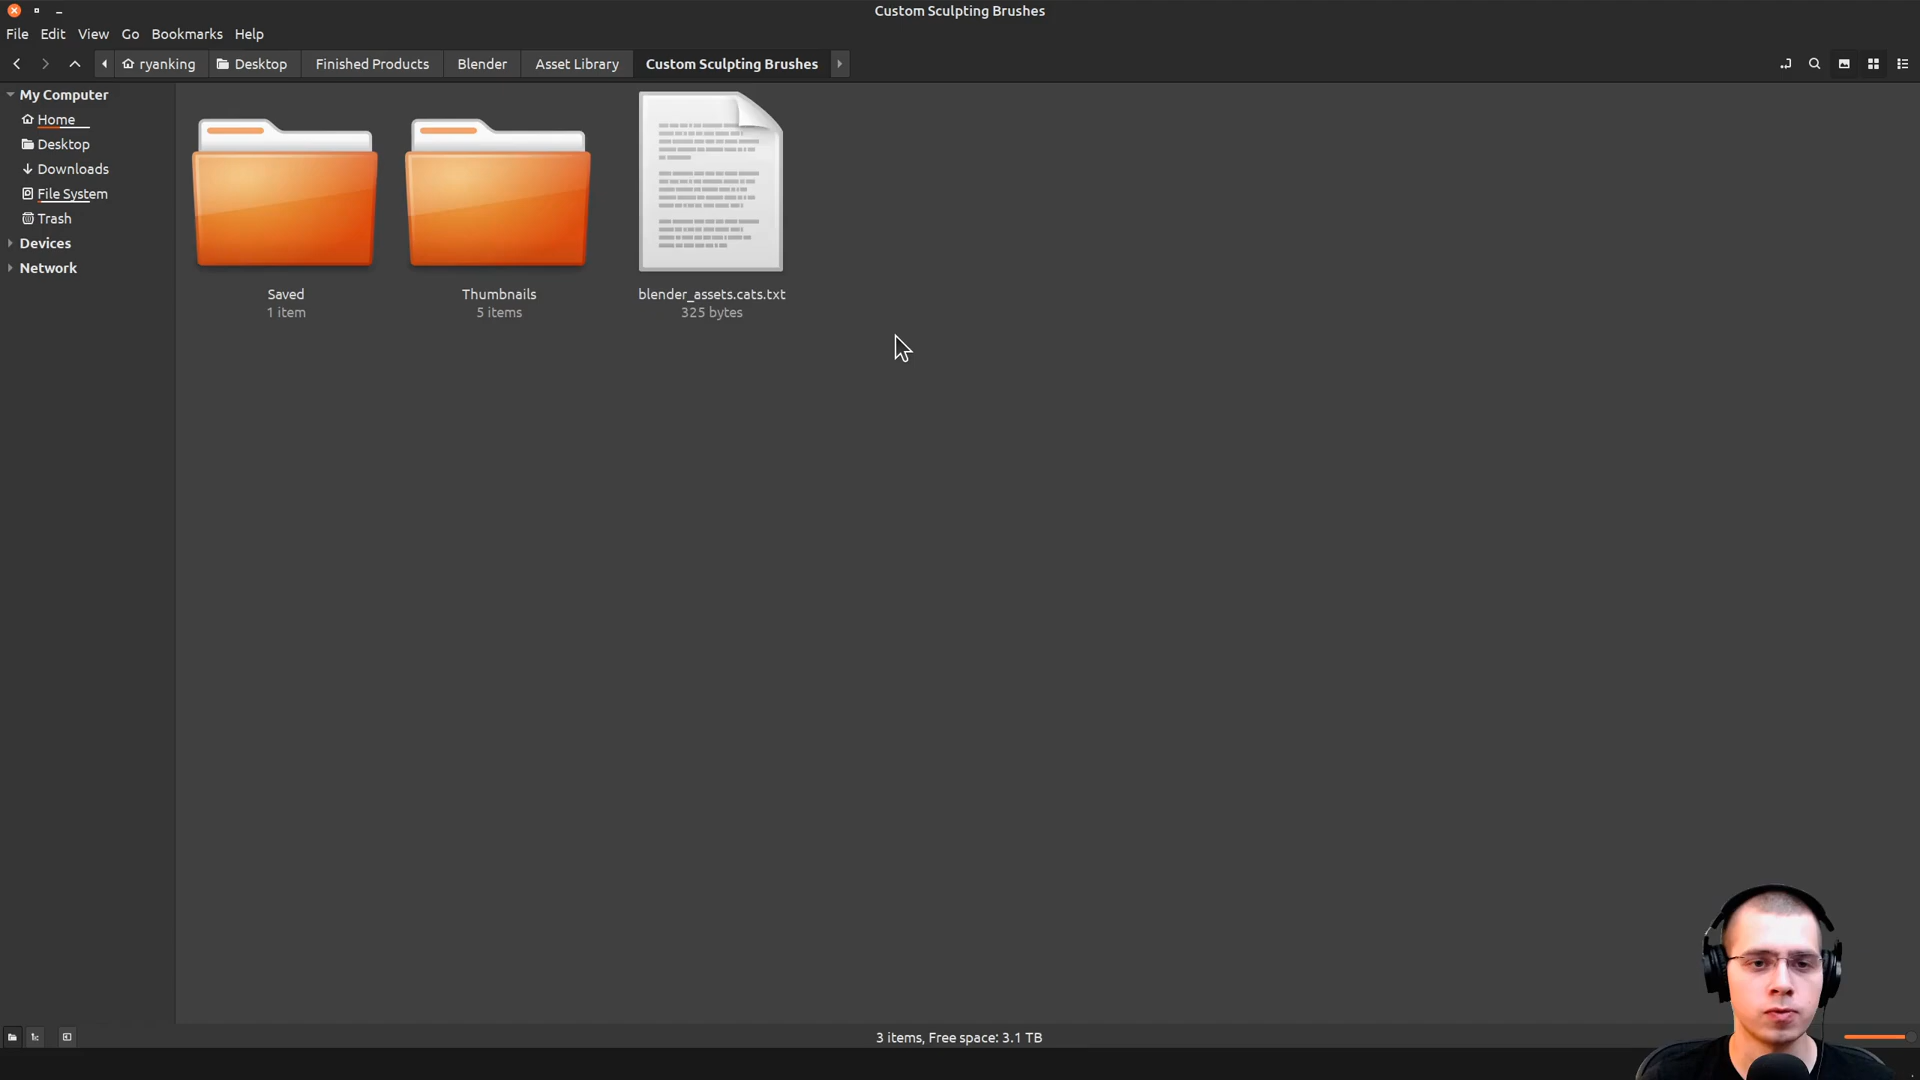 Custom Sculpting Brushes
File Edit View Go Bookmarks Help
ryanking Desktop Finished Products Blender Asset Library Custom Sculpting Brushes
My Computer
Home
Desktop
Downloads
File System
Trash
Devices
Network
Saved
1 item
Thumbnails
5 items
blender_assets.cats.txt
325 bytes
3 items, Free space: 3.1 TB